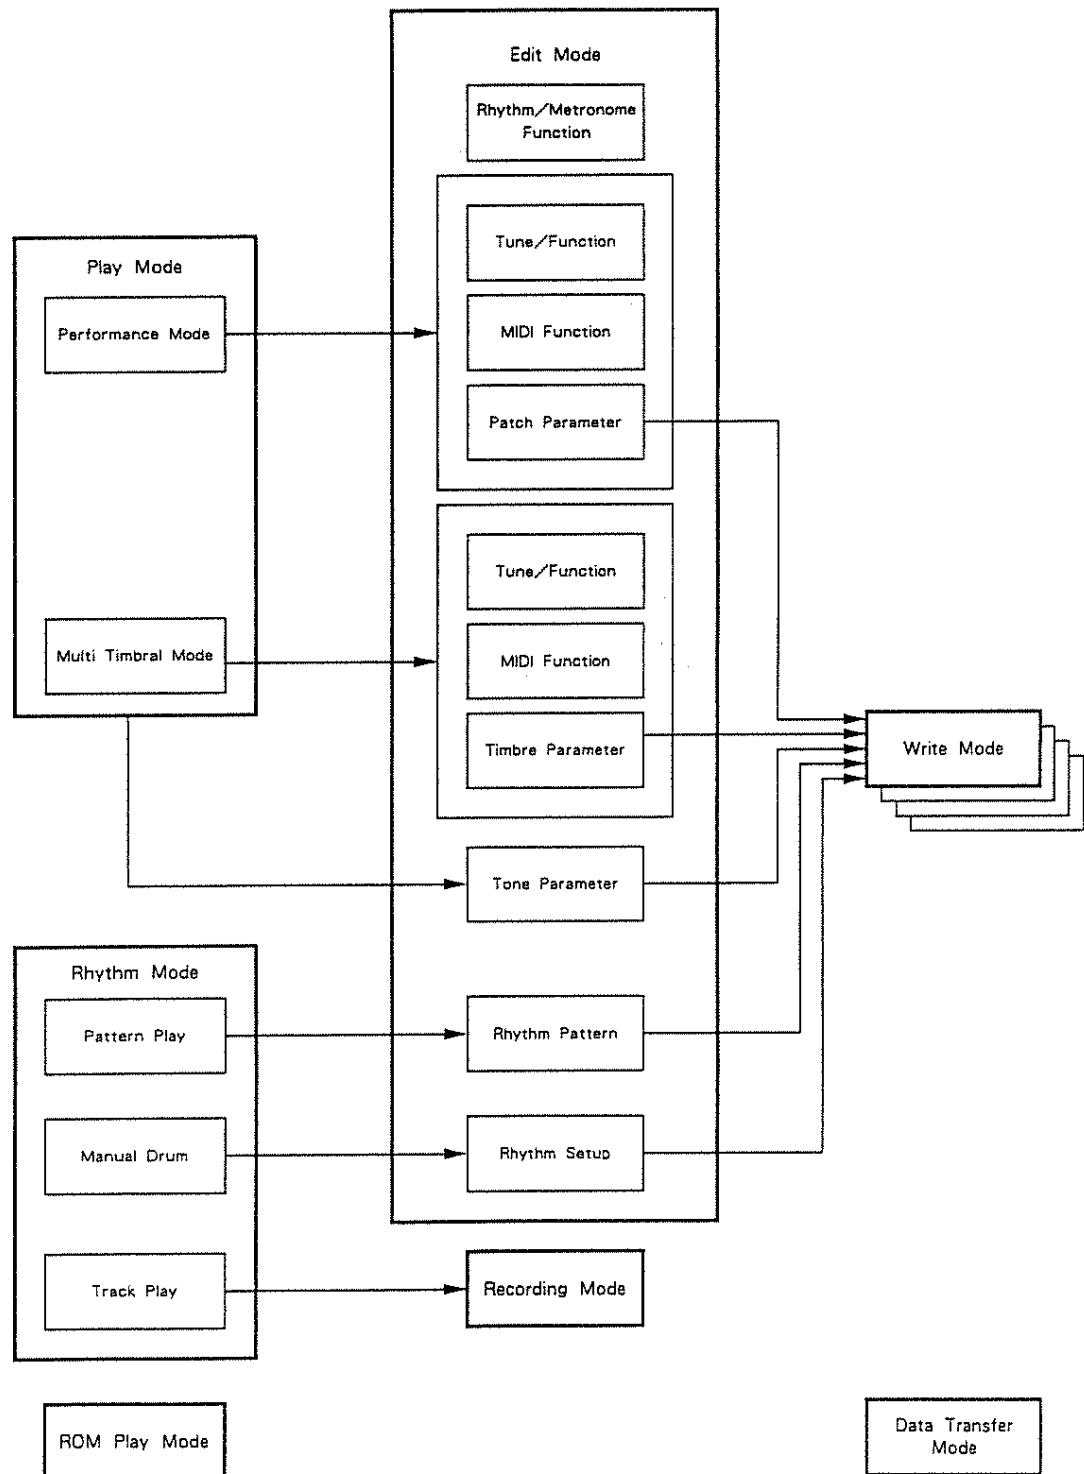 Edit Mode
Rhythm/Metronome
Function
Tune/Function
MIDI Function
Patch Parameter
Play Mode
Performance Mode
Multi Timbral Mode
Tune/Function
MIDI Function
Timbre Parameter
Write Mode
Tone Parameter
Rhythm Mode
Pattern Play
Rhythm Pattern
Manual Drum
Rhythm Setup
Track Play
Recording Mode
ROM Play Mode
Data Transfer
Mode